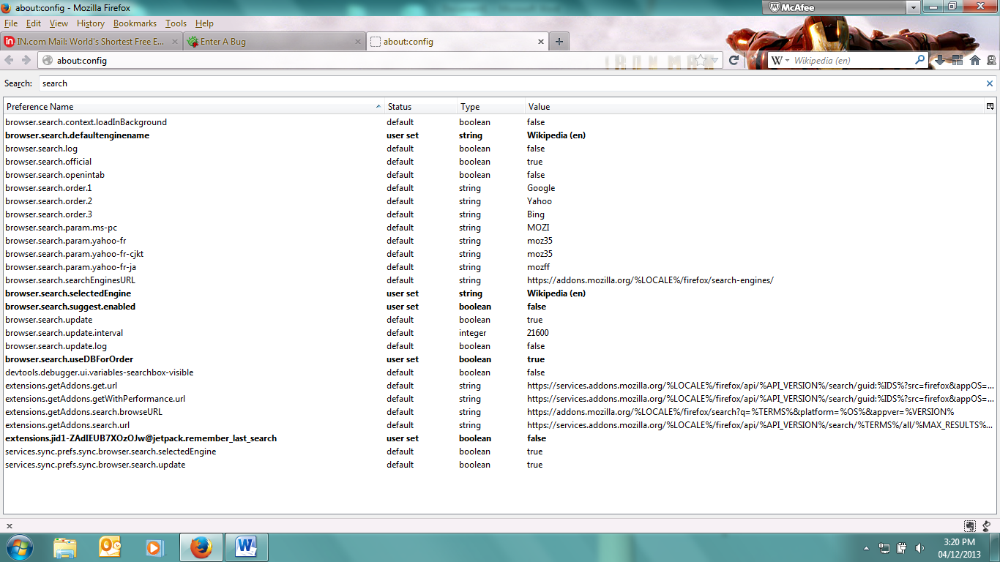 about:config - Mozilla Firefox
McAfee
File Edit View History Bookmarks Tools Help
IN.com Mail: World's Shortest Free E... Enter A Bug about:config
about:config IRON MAN Wikipedia (en)
Search: search
Preference Name Status Type Value
browser.search.context.loadInBackground default boolean false
browser.search.defaultenginename user set string Wikipedia (en)
browser.search.log default boolean false
browser.search.official default boolean true
browser.search.openintab default boolean false
browser.search.order.1 default string Google
browser.search.order.2 default string Yahoo
browser.search.order.3 default string Bing
browser.search.param.ms-pc default string MOZI
browser.search.param.yahoo-fr default string moz35
browser.search.param.yahoo-fr-cjkt default string moz35
browser.search.param.yahoo-fr-ja default string mozff
browser.search.searchEnginesURL default string https://addons.mozilla.org/%LOCALE%/firefox/search-engines/
browser.search.selectedEngine user set string Wikipedia (en)
browser.search.suggest.enabled user set boolean false
browser.search.update default boolean true
browser.search.update.interval default integer 21600
browser.search.update.log default boolean false
browser.search.useDBForOrder user set boolean true
devtools.debugger.ui.variables-searchbox-visible default boolean false
extensions.getAddons.get.url default string https://services.addons.mozilla.org/%LOCALE%/firefox/api/%API_VERSION%/search/guid:%IDS%?src=firefox&appOS=...
extensions.getAddons.getWithPerformance.url default string https://services.addons.mozilla.org/%LOCALE%/firefox/api/%API_VERSION%/search/guid:%IDS%?src=firefox&appOS=...
extensions.getAddons.search.browseURL default string https://addons.mozilla.org/%LOCALE%/firefox/search?q=%TERMS%&platform=%OS%&appver=%VERSION%
extensions.getAddons.search.url default string https://services.addons.mozilla.org/%LOCALE%/firefox/api/%API_VERSION%/search/%TERMS%/all/%MAX_RESULTS%...
extensions.jid1-ZAdIEUB7XOzOJw@jetpack.remember_last_search user set boolean false
services.sync.prefs.sync.browser.search.selectedEngine default boolean true
services.sync.prefs.sync.browser.search.update default boolean true
3:20 PM
04/12/2013